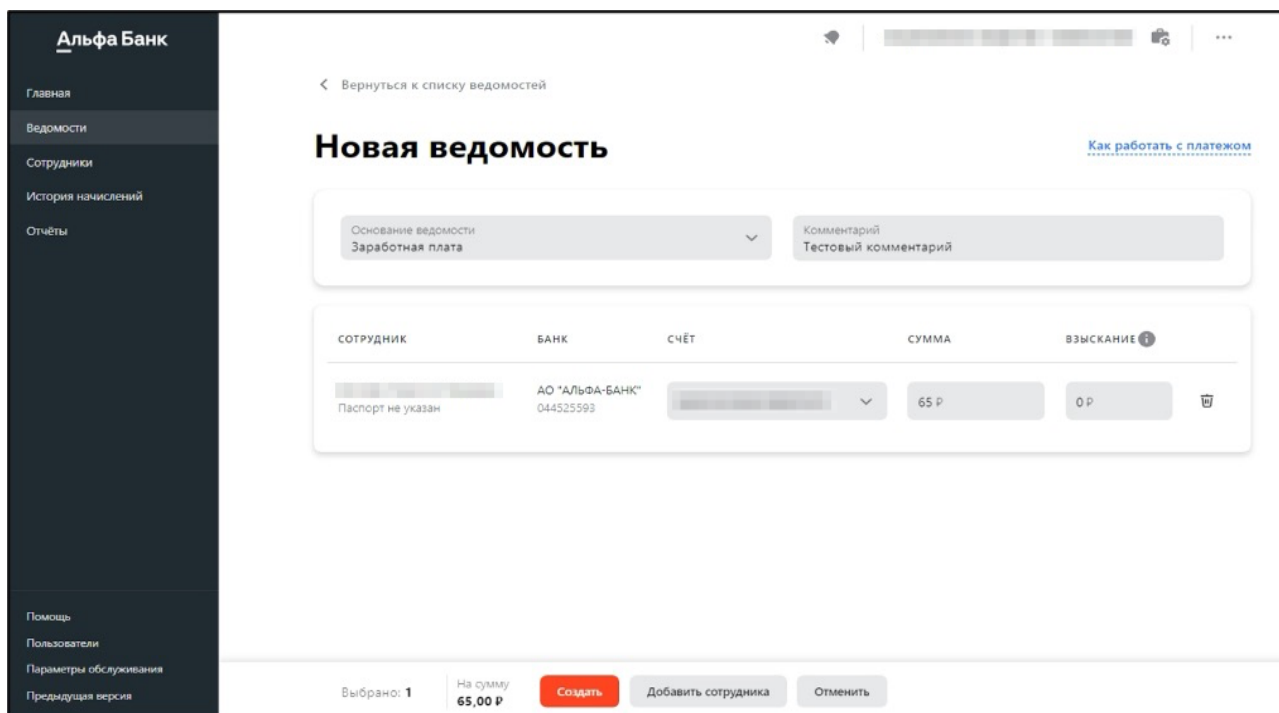 Альфа Банк
Главная
Ведомости
Сотрудники
История начислений
Отчёты
Помощь
Пользователи
Параметры обслуживания
Предыдущая версия
Вернуться к списку ведомостей
Новая ведомость
Как работать с платежом
Основание ведомости
Заработная плата
Комментарий
Тестовый комментарий
СОТРУДНИК БАНК СЧЁТ СУММА ВЗЫСКАНИЕ
АО "АЛЬФА-БАНК"
Паспорт не указан 044525593 65 ₽ 0 ₽
Выбрано: 1
На сумму
65,00 ₽
Создать Добавить сотрудника Отменить